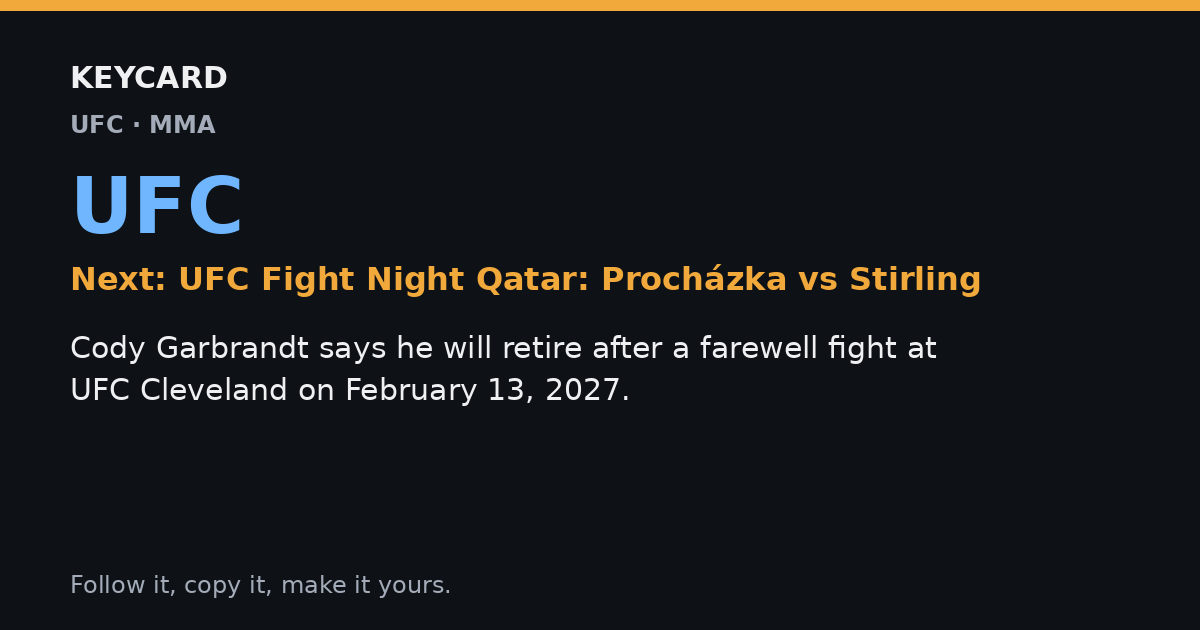 KEYCARD
UFC · MMA
UFC
Next: UFC Fight Night Qatar: Procházka vs Stirling
Cody Garbrandt says he will retire after a farewell fight at
UFC Cleveland on February 13, 2027.
Follow it, copy it, make it yours.